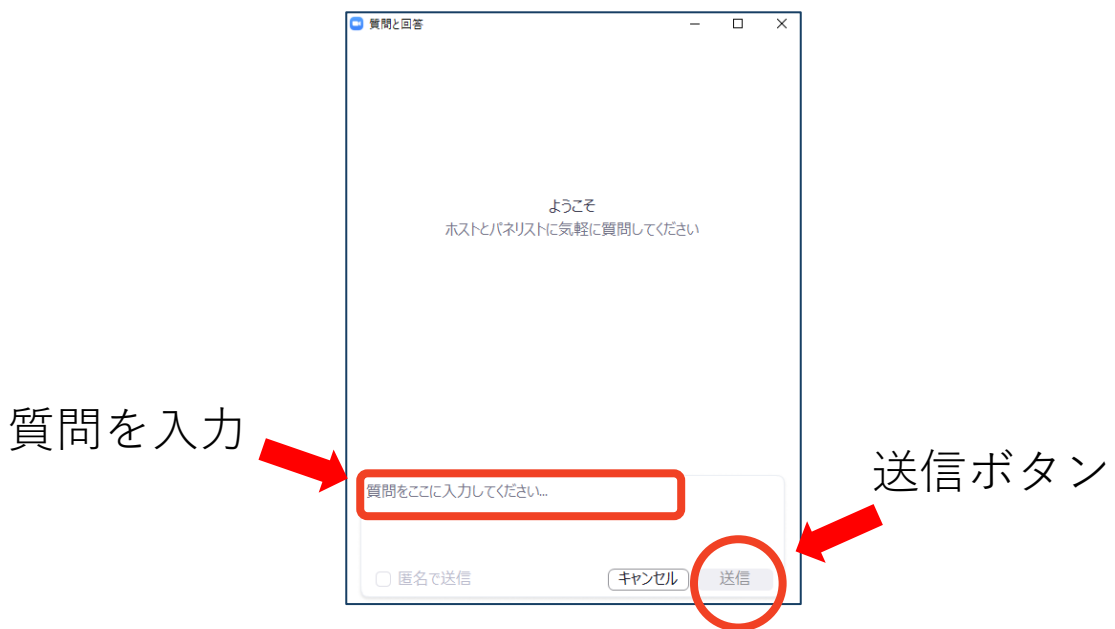 質問と回答
ようこそ
ホストとパネリストに気軽に質問してください
質問を入力
送信ボタン
質問をここに入力してください...
匿名で送信
キャンセル
送信